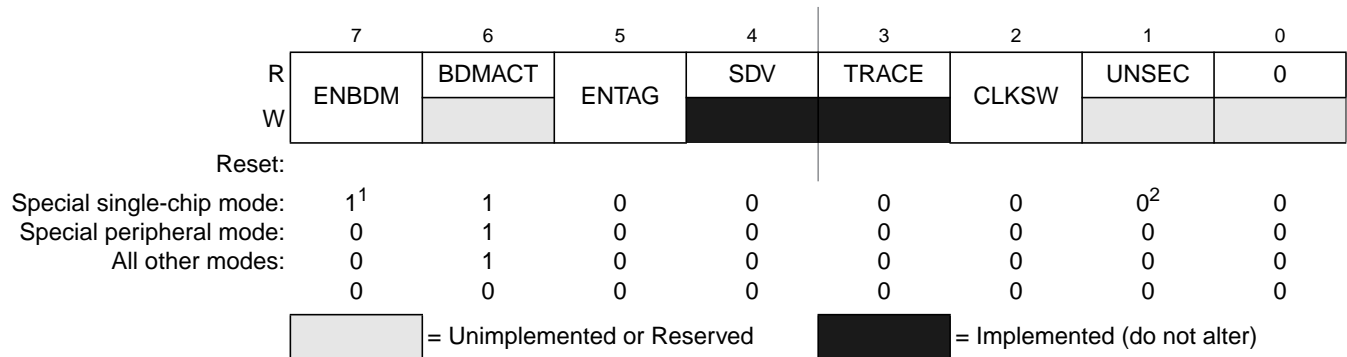 7 6 5 4 3 2 1 0
R ENBDM BDMACT ENTAG SDV TRACE CLKSW UNSEC 0
W
Reset:
Special single-chip mode: 1¹ 1 0 0 0 0 0² 0
Special peripheral mode: 0 1 0 0 0 0 0 0
All other modes: 0 1 0 0 0 0 0 0
0 0 0 0 0 0 0 0
= Unimplemented or Reserved = Implemented (do not alter)